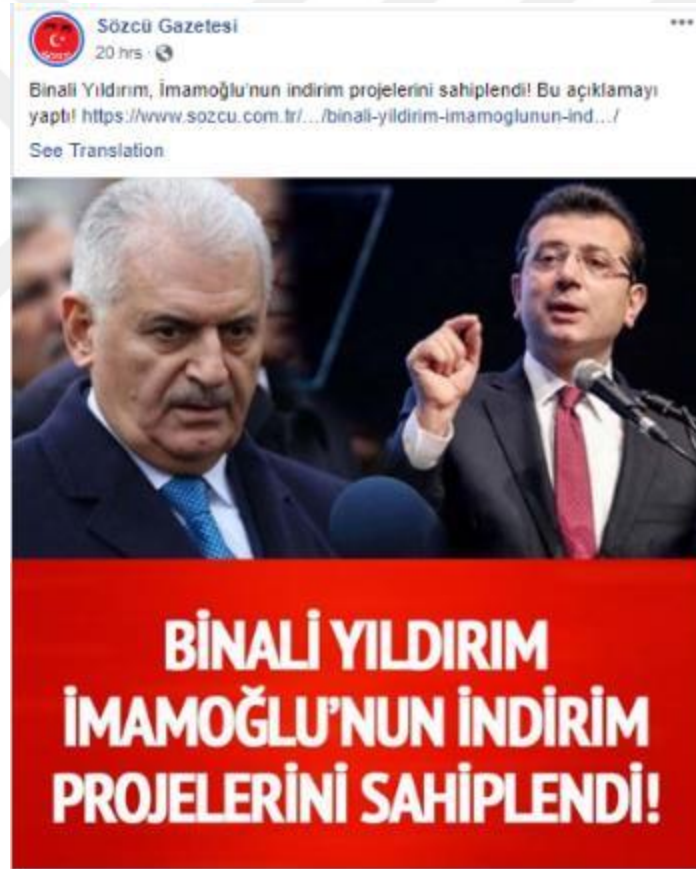 Sözcü Gazetesi
20 hrs ·
Binali Yıldırım, İmamoğlu'nun indirim projelerini sahiplendi! Bu açıklamayı
yaptı! https://www.sozcu.com.tr/.../binali-yildirim-imamoglunun-ind.../
See Translation
BİNALİ YILDIRIM
İMAMOĞLU'NUN İNDİRİM
PROJELERİNİ SAHİPLENDİ!